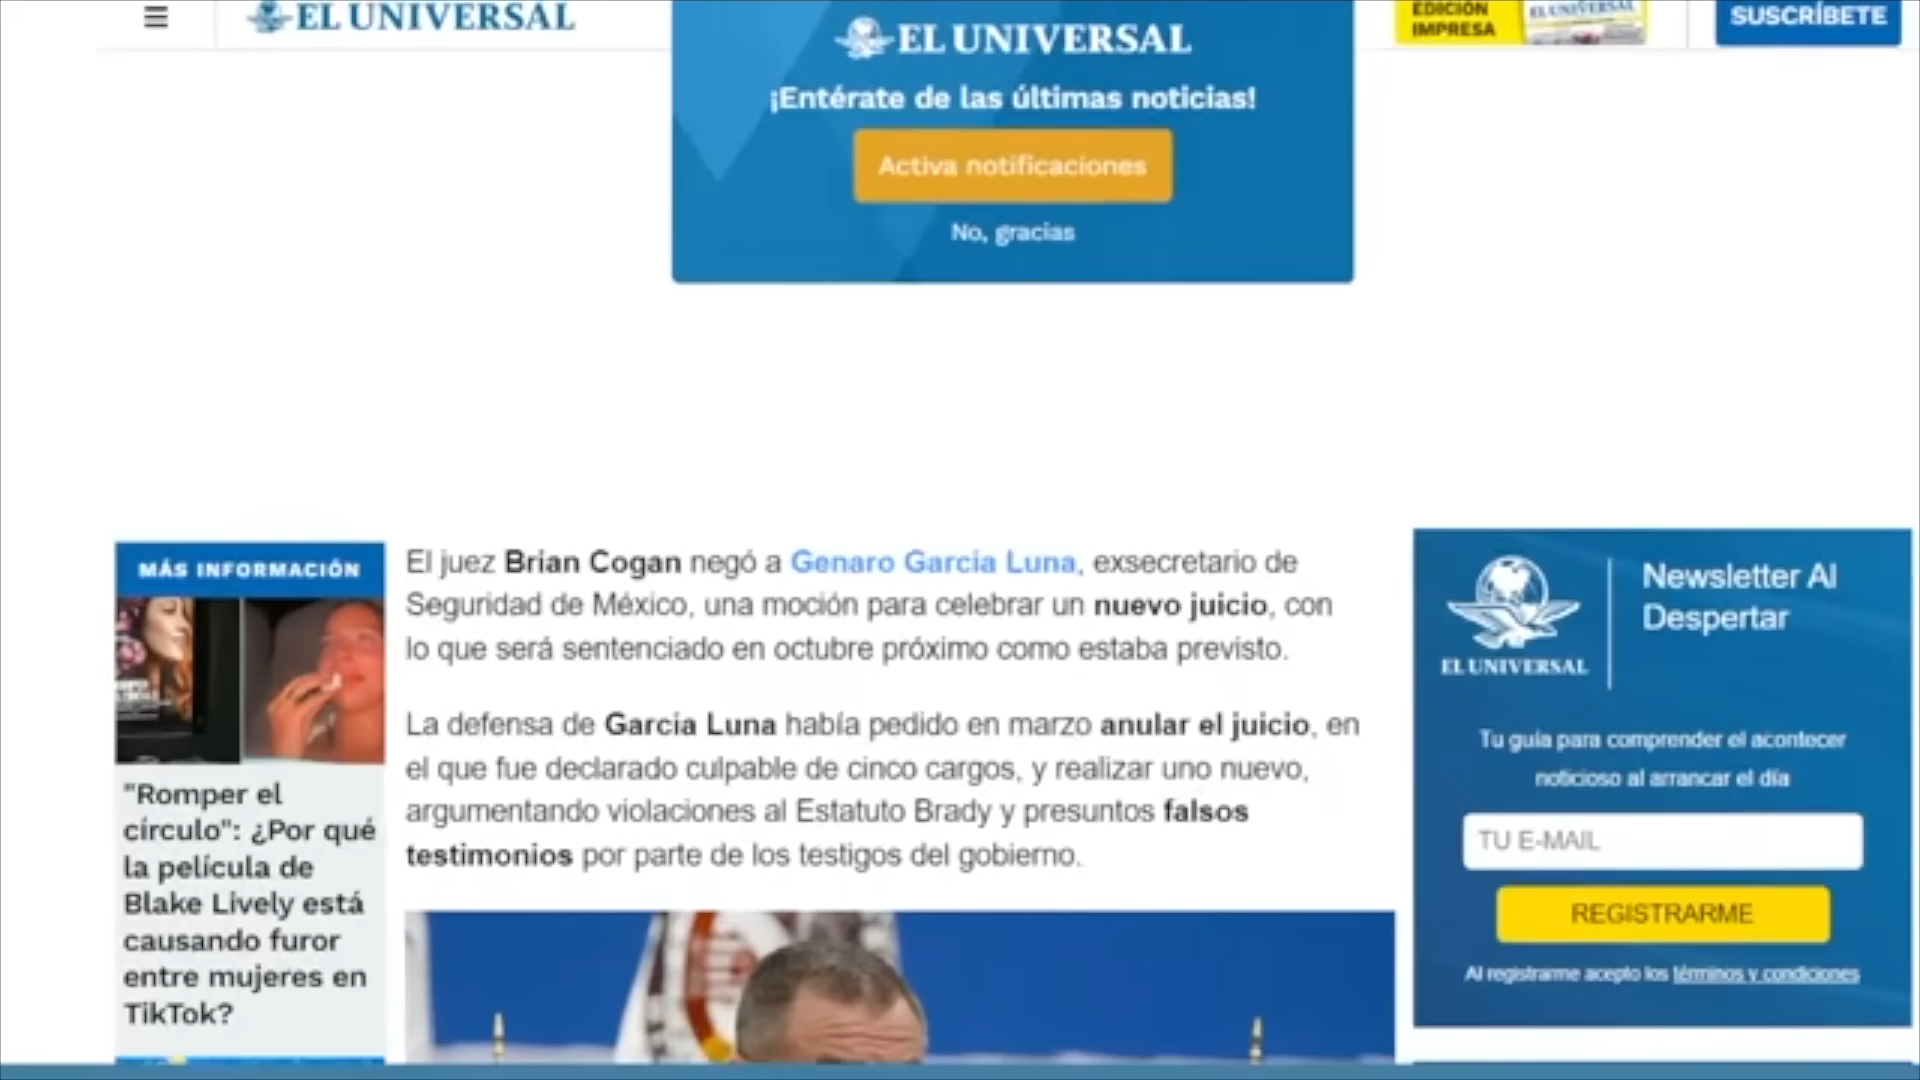 EL UNIVERSAL
EL UNIVERSAL
¡Entérate de las últimas noticias!
Activa notificaciones
No, gracias
EDICIÓN
IMPRESA
EL UNIVERSAL
SUSCRÍBETE
MÁS INFORMACIÓN
"Romper el
círculo": ¿Por qué
la película de
Blake Lively está
causando furor
entre mujeres en
TikTok?
El juez Brian Cogan negó a Genaro García Luna, exsecretario de
Seguridad de México, una moción para celebrar un nuevo juicio, con
lo que será sentenciado en octubre próximo como estaba previsto.
La defensa de García Luna había pedido en marzo anular el juicio, en
el que fue declarado culpable de cinco cargos, y realizar uno nuevo,
argumentando violaciones al Estatuto Brady y presuntos falsos
testimonios por parte de los testigos del gobierno.
EL UNIVERSAL
Newsletter Al
Despertar
Tu guía para comprender el acontecer
noticioso al arrancar el día
TU E-MAIL
REGISTRARME
Al registrarme acepto los términos y condiciones